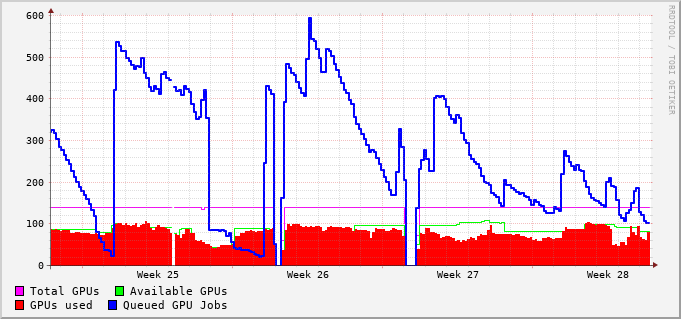 600
500
400
300
200
100
0
Week 25 Week 26 Week 27 Week 28
Total GPUs Available GPUs
GPUs used Queued GPU Jobs
RRDTOOL / TOBI OETIKER